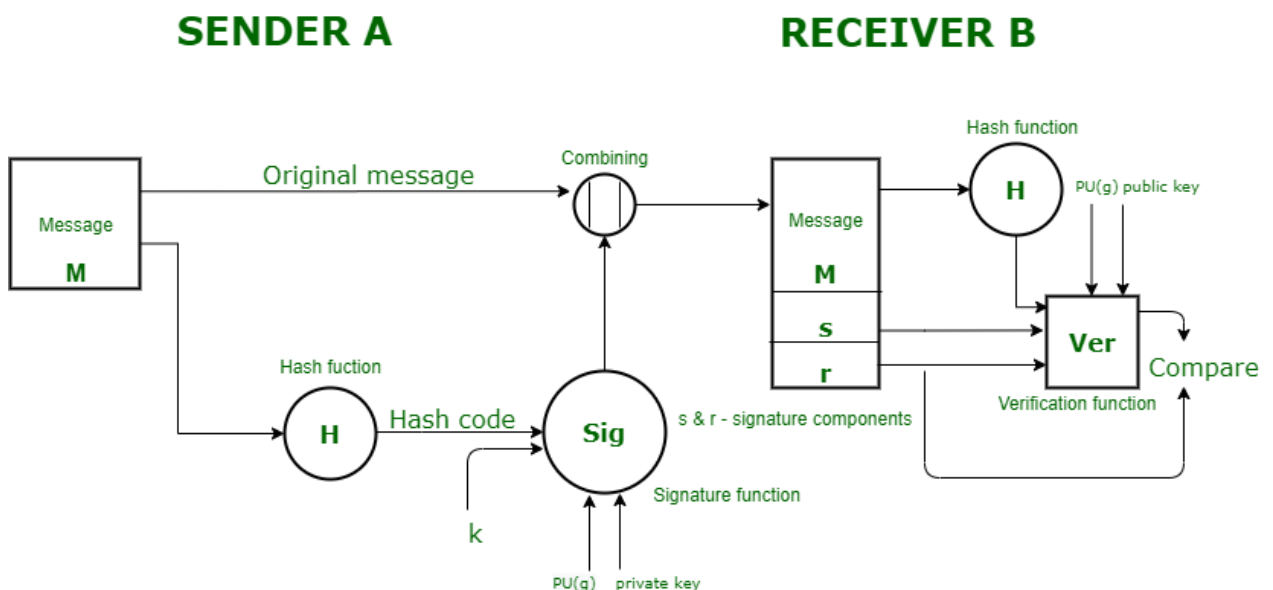 SENDER A
RECEIVER B
Hash function
Combining
Original message
PU(g) public key
H
Message
M
Message
M
s
r
Ver
Compare
Verification function
Hash fuction
Hash code
H
Sig
s & r - signature components
Signature function
k
PU(g) private key